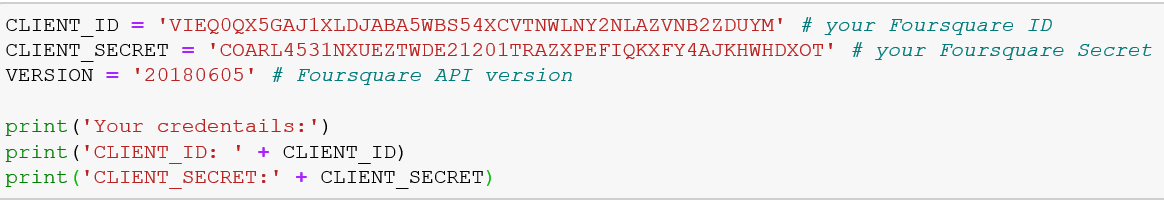 CLIENT_ID = 'VIEQ0QX5GAJ1XLDJABA5WBS54XCVTNWLNY2NLAZVNB2ZDUYM' # your Foursquare ID
CLIENT_SECRET = 'COARL4531NXUEZTWDE21201TRAZXPEFIQKXFY4AJKHWHDXOT' # your Foursquare Secret
VERSION = '20180605' # Foursquare API version
print('Your credentails:')
print('CLIENT_ID: ' + CLIENT_ID)
print('CLIENT_SECRET:' + CLIENT_SECRET)